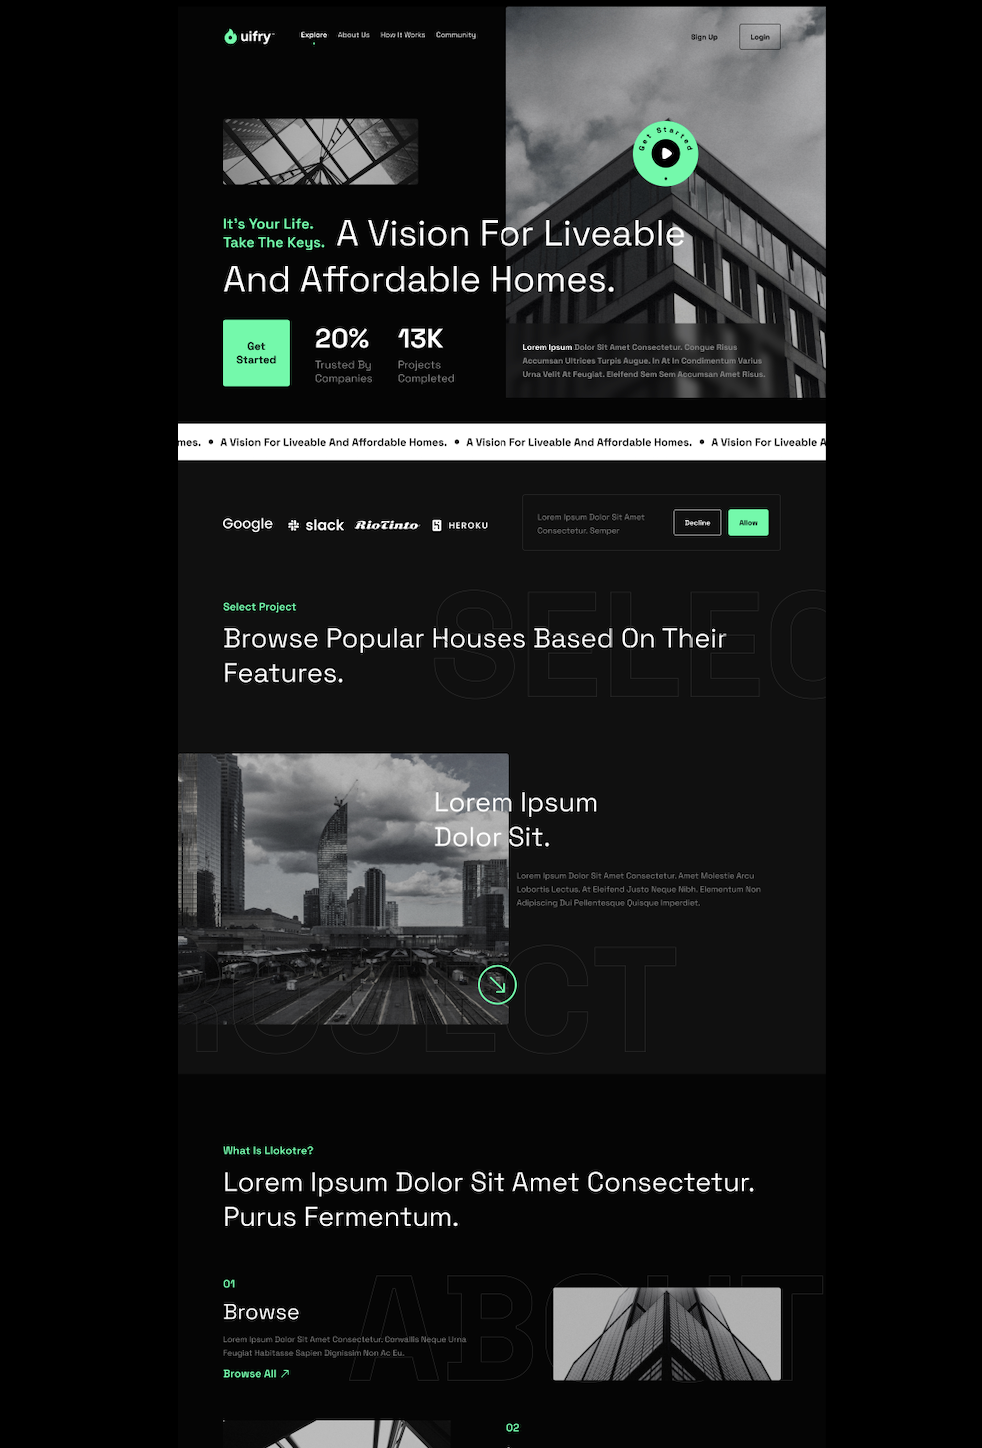 uifry™
Explore
About Us
How It Works
Community
Sign Up
Login
Get Started
It's Your Life.
Take The Keys.
A Vision For Liveable
And Affordable Homes.
Get
Started
20%
Trusted By
Companies
13K
Projects
Completed
Lorem Ipsum Dolor Sit Amet Consectetur. Congue Risus
Accumsan Ultrices Turpis Augue. In At In Condimentum Varius
Urna Velit At Feugiat. Eleifend Sem Sem Accumsan Amet Risus.
mes. • A Vision For Liveable And Affordable Homes. • A Vision For Liveable And Affordable Homes. • A Vision For Liveable A
Google
slack
RioTinto
HEROKU
Lorem Ipsum Dolor Sit Amet
Consectetur. Semper
Decline
Allow
SELEC
Select Project
Browse Popular Houses Based On Their
Features.
Lorem Ipsum
Dolor Sit.
Lorem Ipsum Dolor Sit Amet Consectetur. Amet Molestie Arcu
Lobortis Lectus. At Eleifend Justo Neque Nibh. Elementum Non
Adipiscing Dui Pellentesque Quisque Imperdiet.
ROJECT
What Is Llokotre?
Lorem Ipsum Dolor Sit Amet Consectetur.
Purus Fermentum.
ABOUT
01
Browse
Lorem Ipsum Dolor Sit Amet Consectetur. Convallis Neque Urna
Feugiat Habitasse Sapien Dignissim Non Ac Eu.
Browse All
02